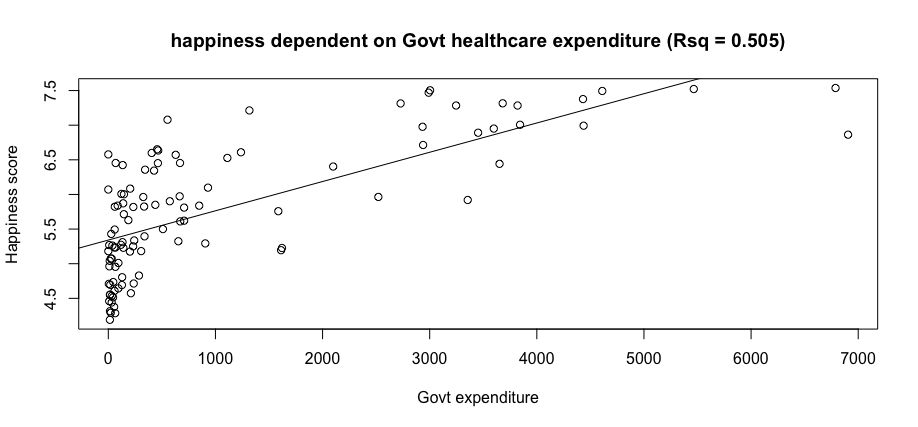 happiness dependent on Govt healthcare expenditure (Rsq = 0.505)
Happiness score
7.5
6.5
5.5
4.5
0 1000 2000 3000 4000 5000 6000 7000
Govt expenditure